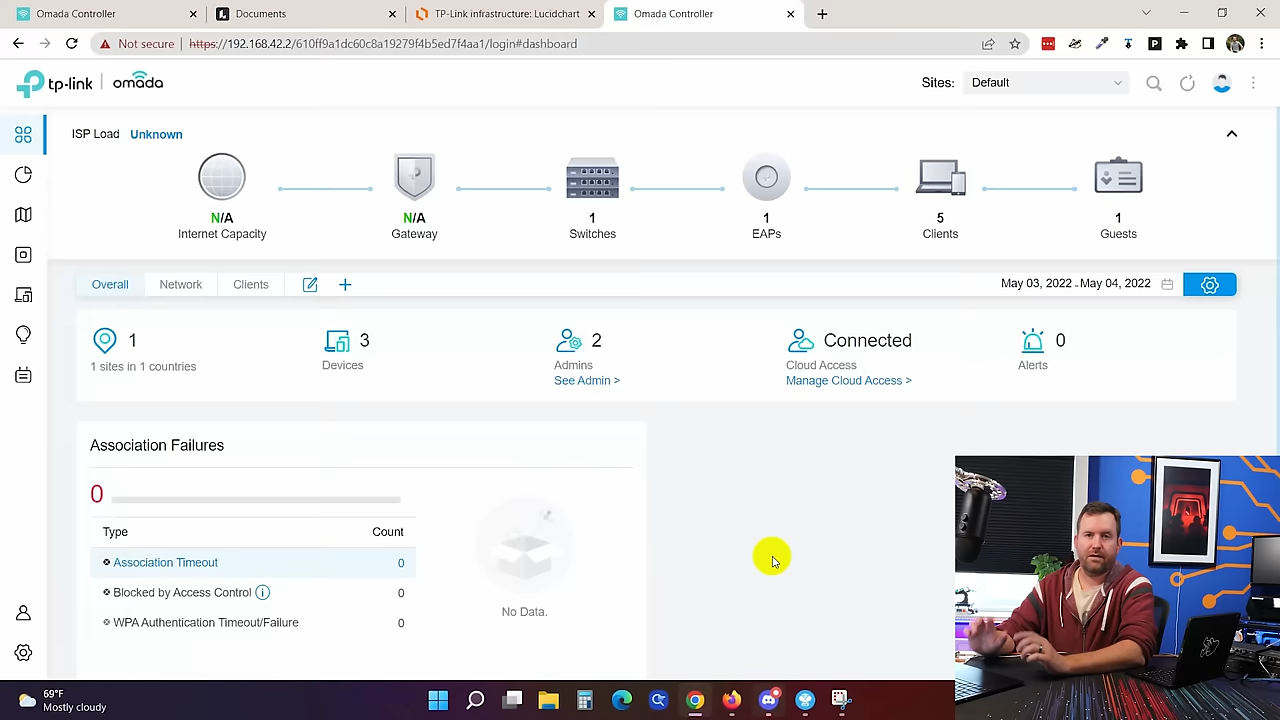 Omada Controller
Documents
TP-Link infrastructure: Lucidchart
Omada Controller
Not secure https://192.168.42.2/610ff9a1dc60c8a19279f4b5ed7f4aa1/login#dashboard
tp-link omada
Sites: Default
ISP Load Unknown
N/A
Internet Capacity
N/A
Gateway
1
Switches
1
EAPs
5
Clients
1
Guests
Overall Network Clients
May 03, 2022 - May 04, 2022
1
1 sites in 1 countries
3
Devices
2
Admins
See Admin >
Connected
Cloud Access
Manage Cloud Access >
0
Alerts
Association Failures
0
Type Count
Association Timeout 0
Blocked by Access Control 0
WPA Authentication Timeout/Failure 0
No Data.
69°F
Mostly cloudy